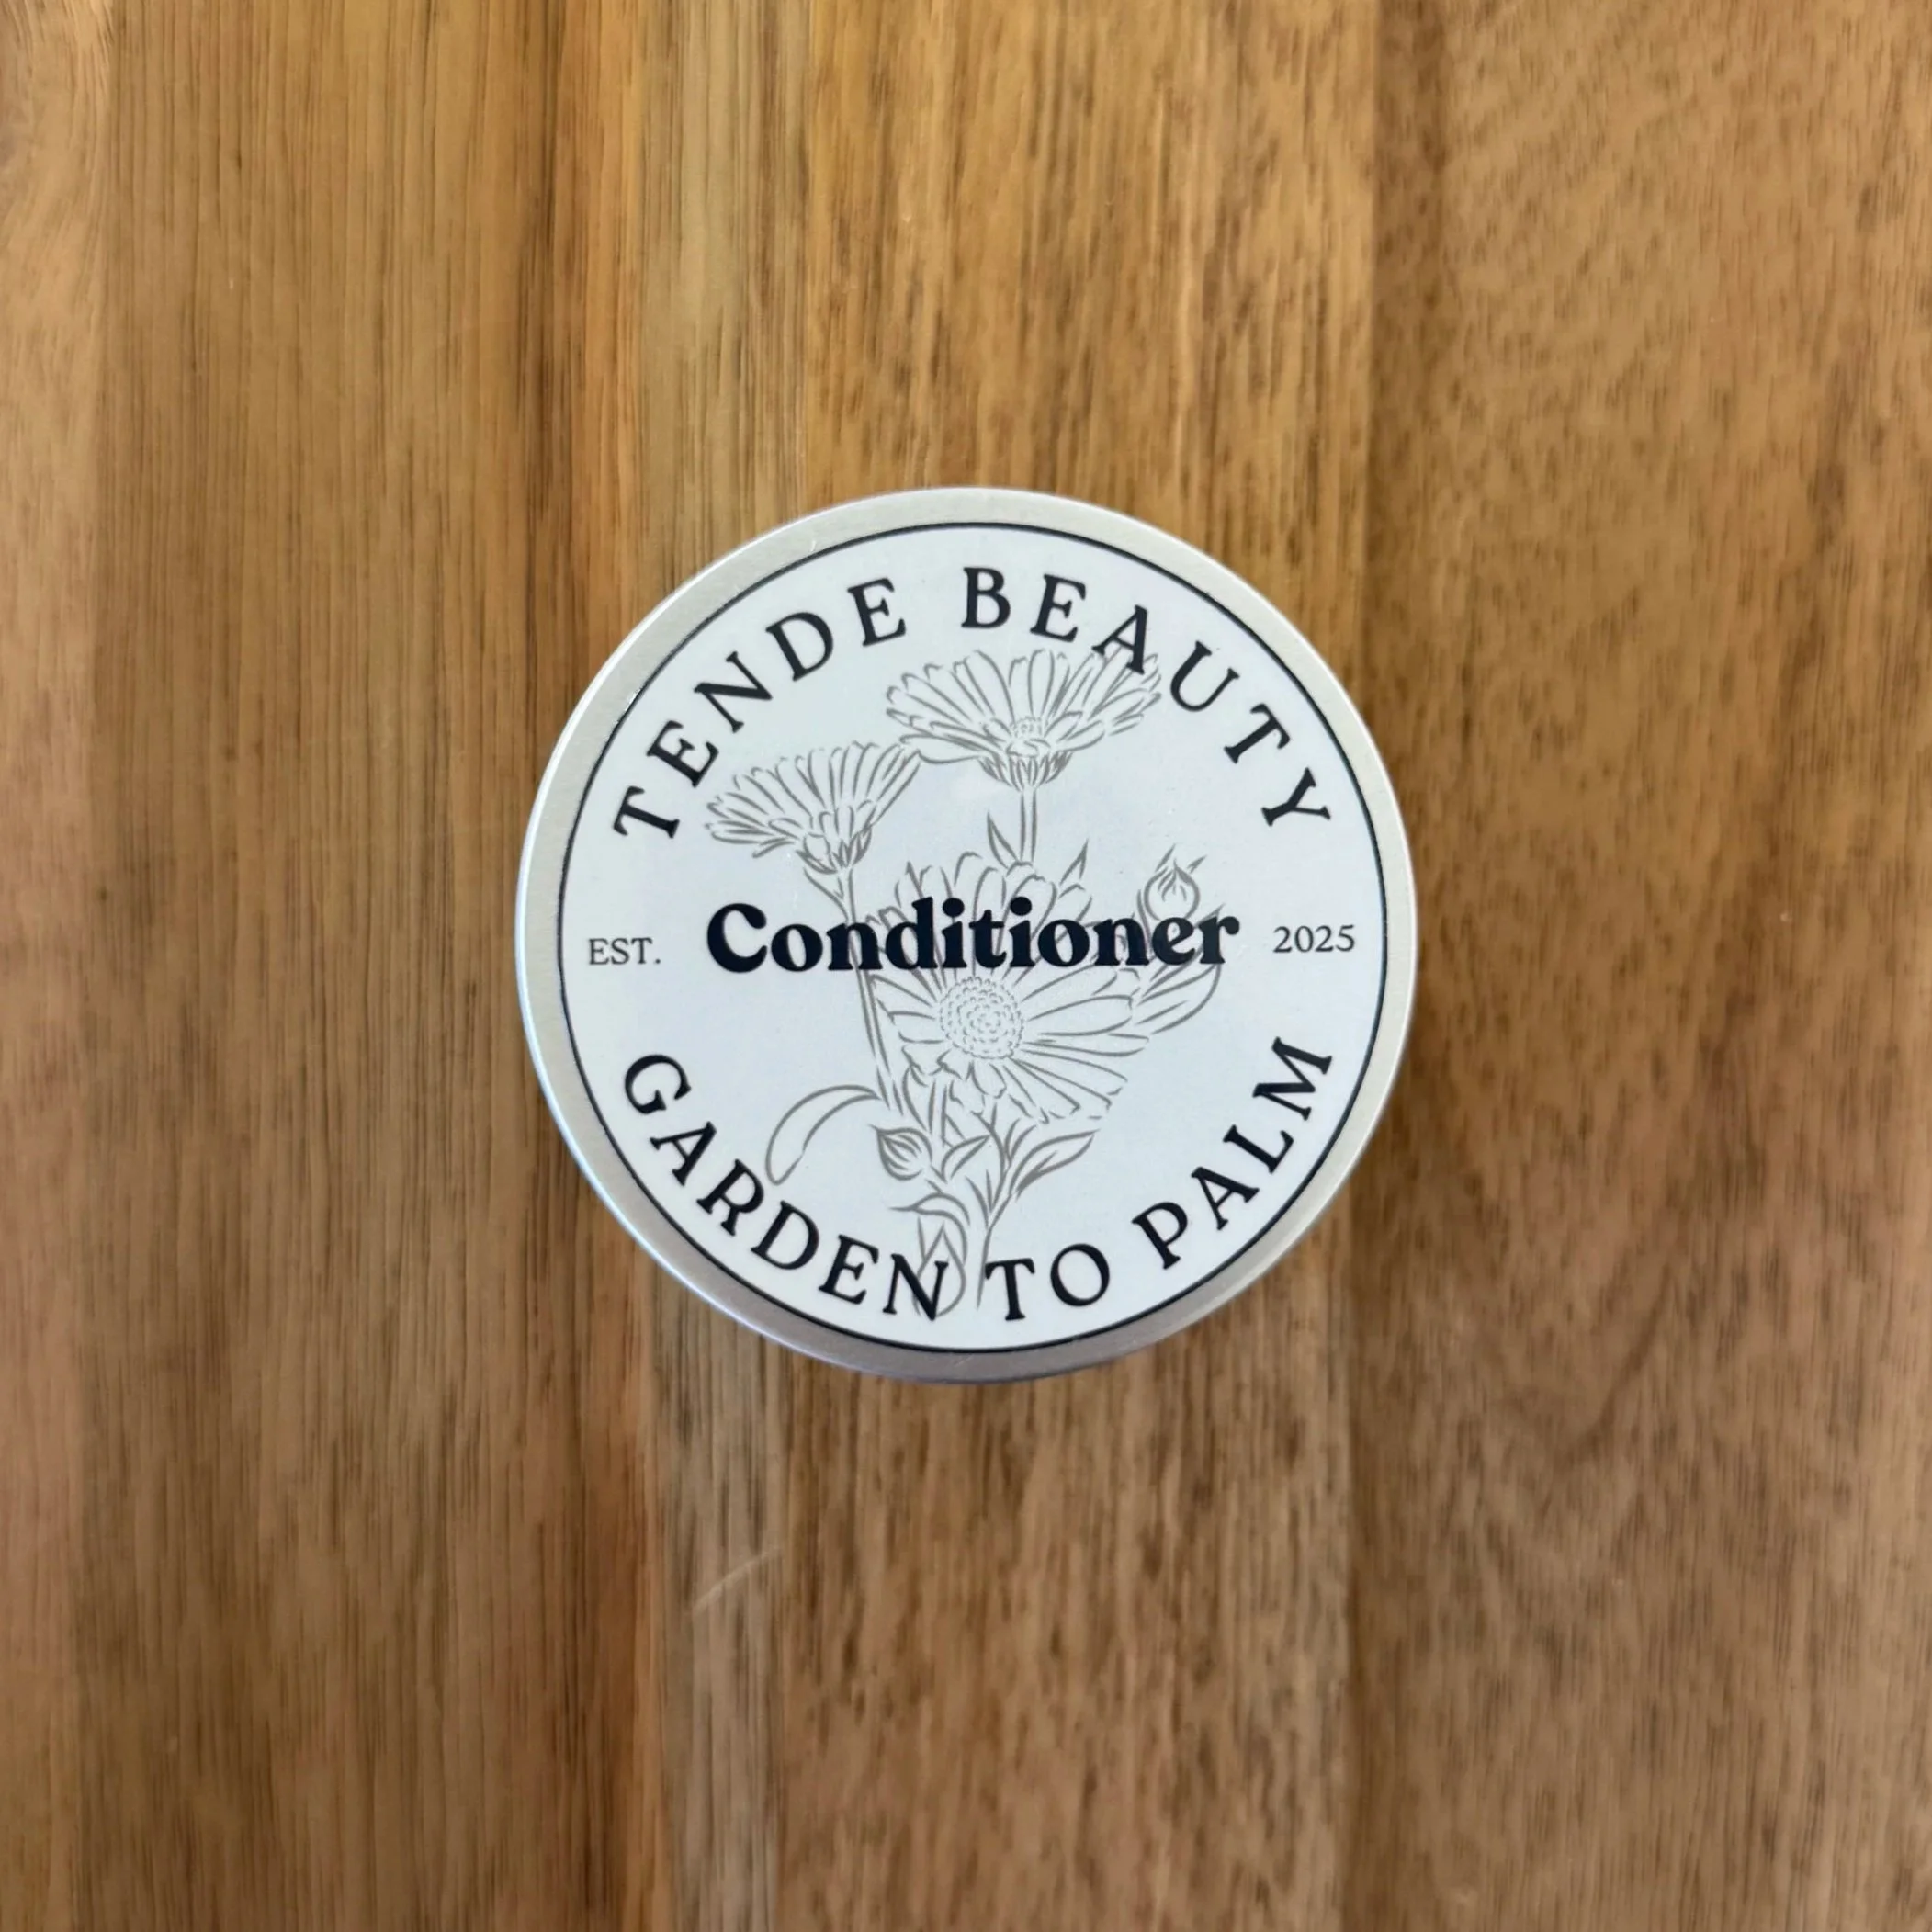 TENDE BEAUTY
EST. Conditioner 2025
GARDEN TO PALM